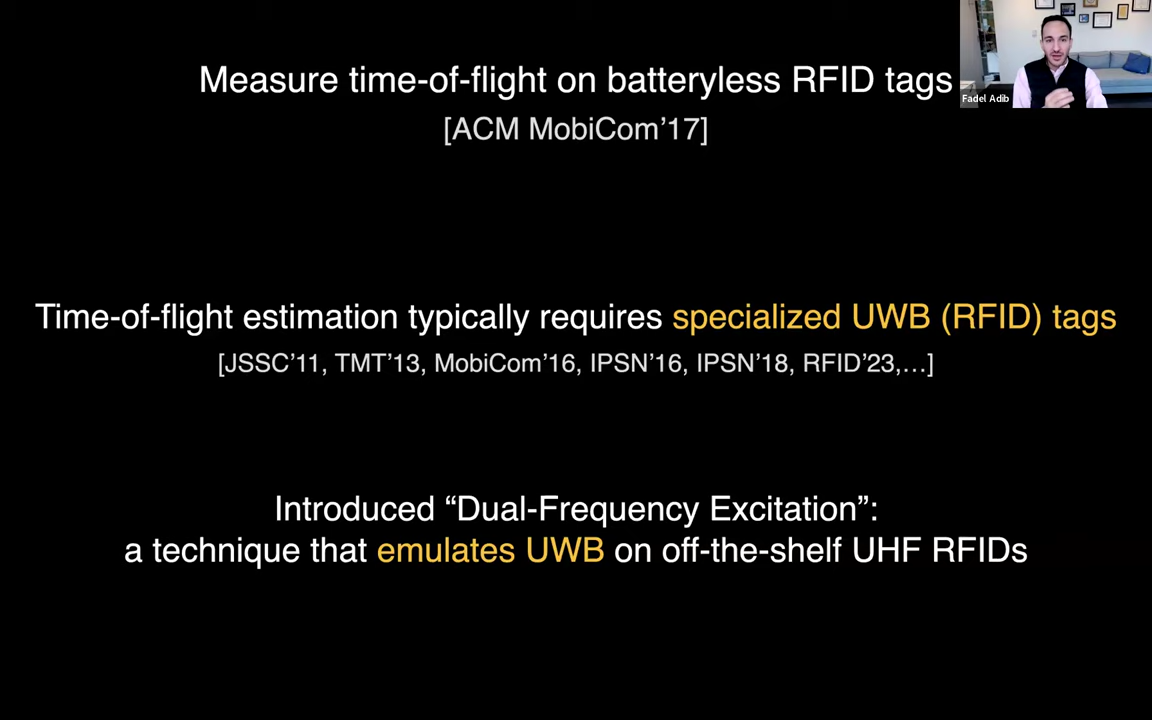 Measure time-of-flight on batteryless RFID tags
[ACM MobiCom’17]
Fadel Adib
Time-of-flight estimation typically requires specialized UWB (RFID) tags
[JSSC’11, TMT’13, MobiCom’16, IPSN’16, IPSN’18, RFID’23,…]
Introduced “Dual-Frequency Excitation”:
a technique that emulates UWB on off-the-shelf UHF RFIDs